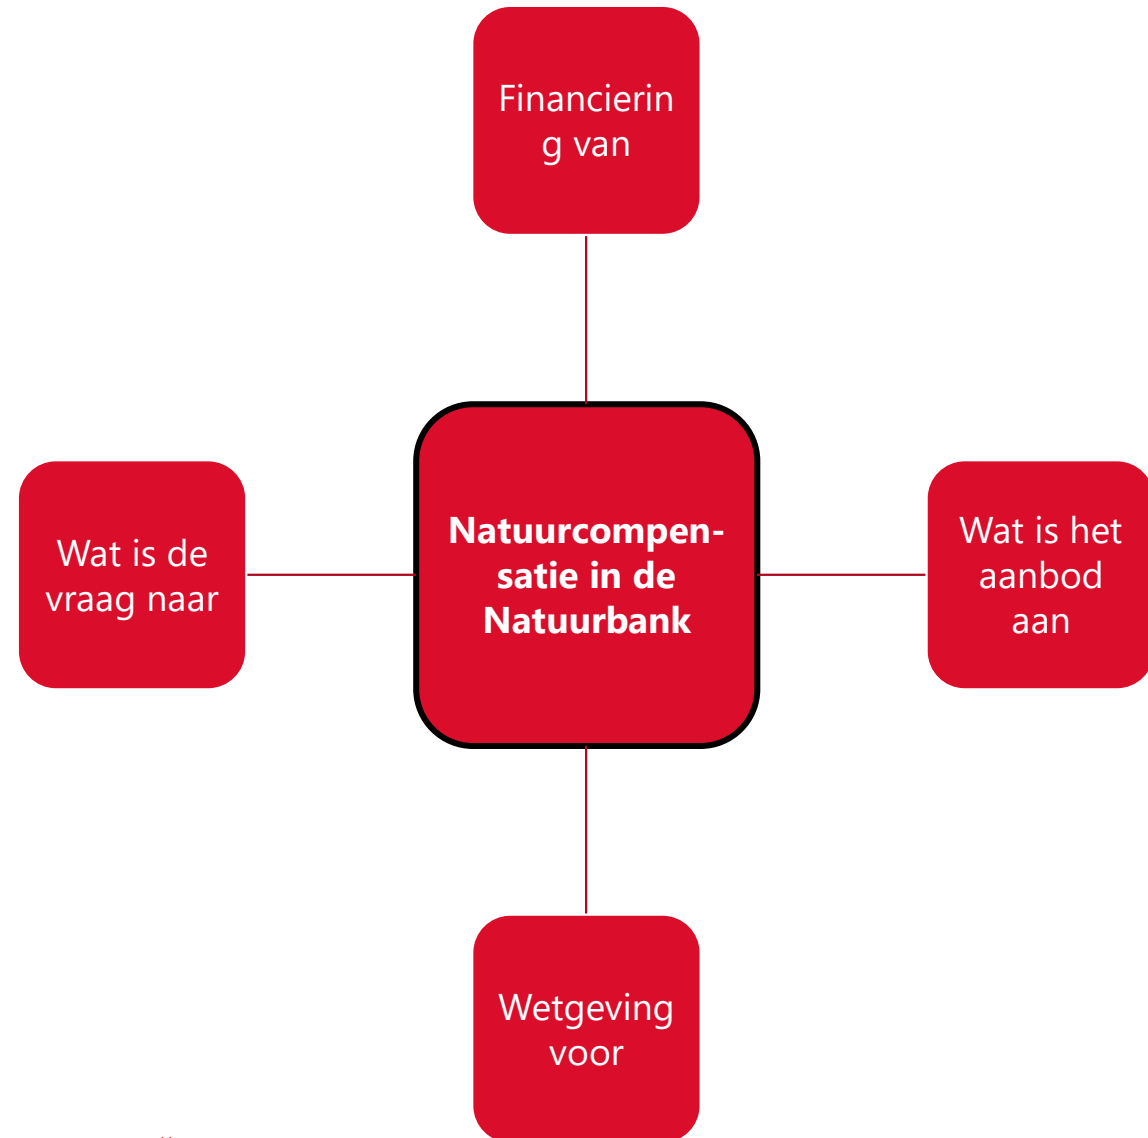 Financierin
g van
Wat is de
vraag naar
Natuurcompen-
satie in de
Natuurbank
Wat is het
aanbod
aan
Wetgeving
voor